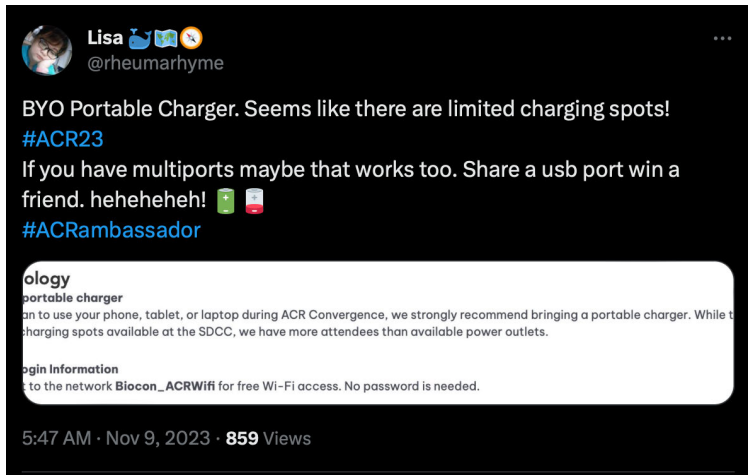 Lisa 🐳🗺️🧭
@rheumarhyme
BYO Portable Charger. Seems like there are limited charging spots!
#ACR23
If you have multiports maybe that works too. Share a usb port win a
friend. heheheheh! 🔋🪫
#ACRambassador
ology
portable charger
an to use your phone, tablet, or laptop during ACR Convergence, we strongly recommend bringing a portable charger. While t
charging spots available at the SDCC, we have more attendees than available power outlets.
ogin Information
t to the network Biocon_ACRWifi for free Wi-Fi access. No password is needed.
5:47 AM · Nov 9, 2023 · 859 Views